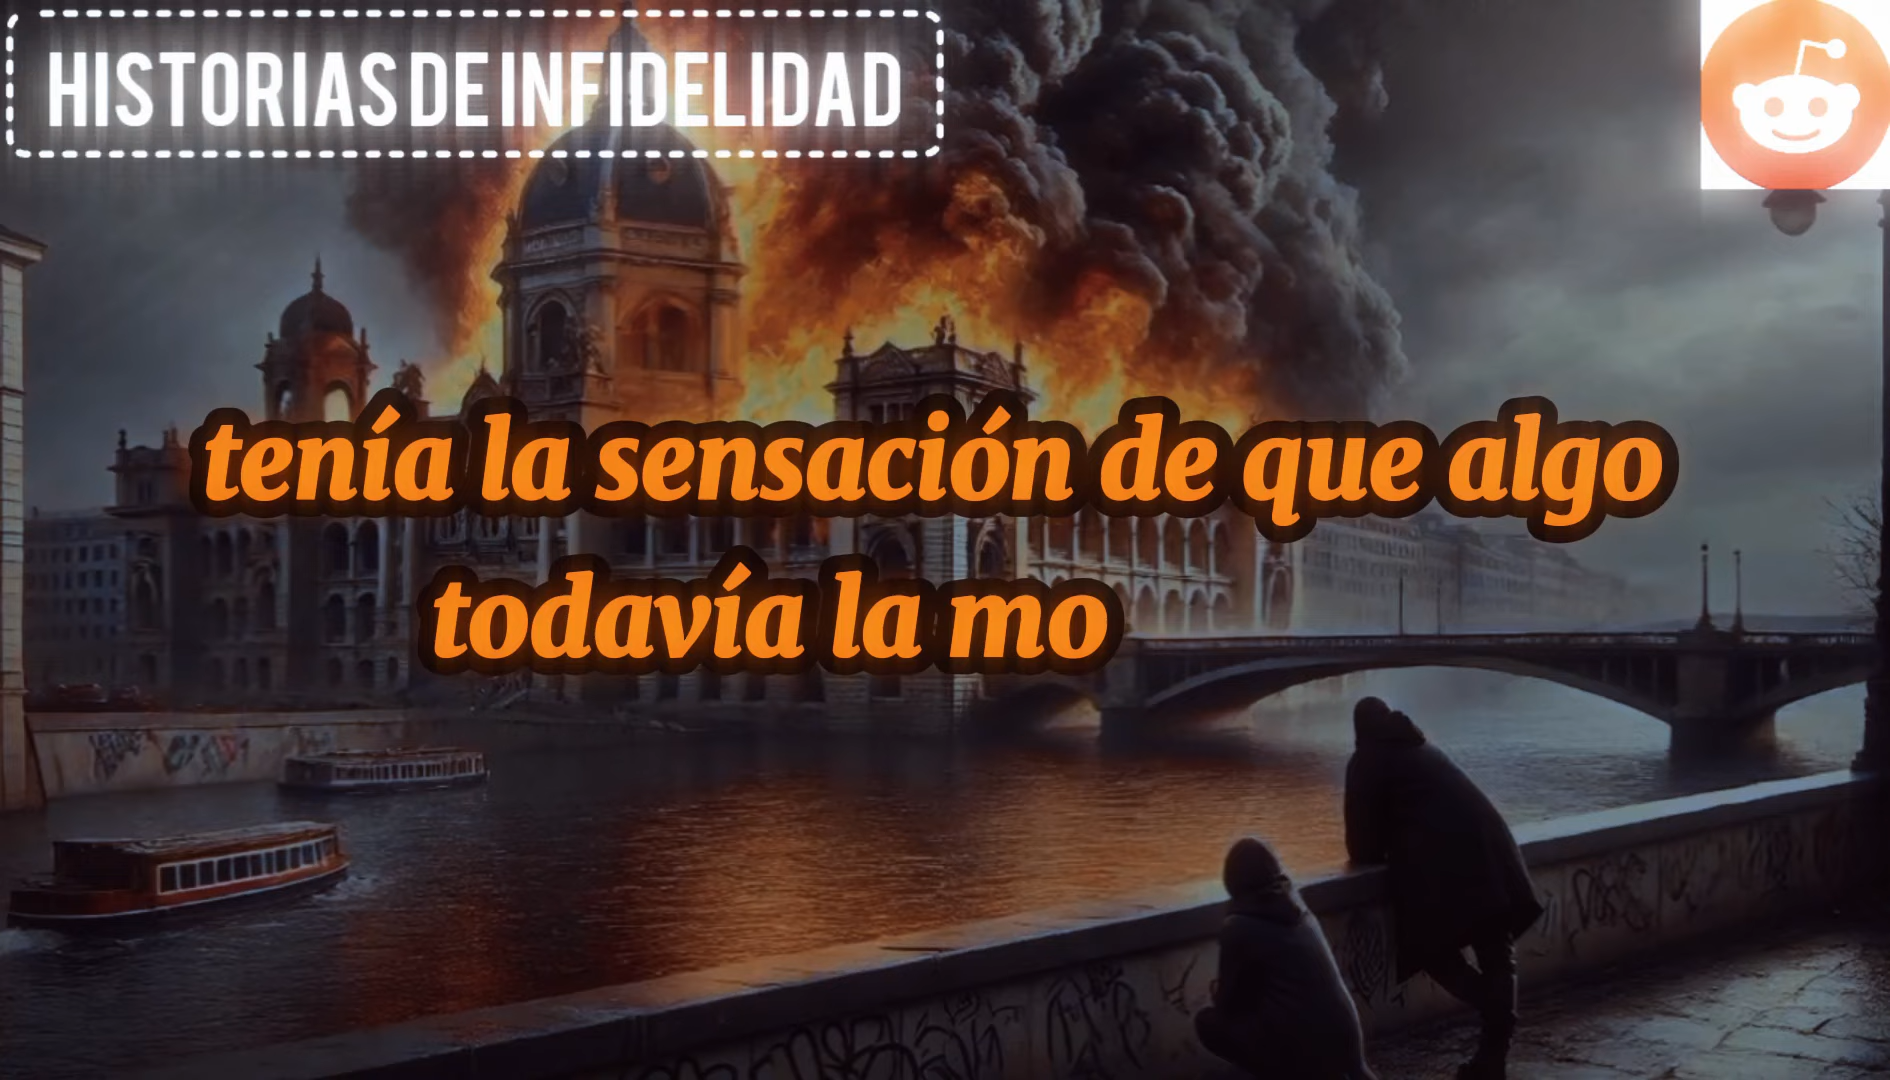 HISTORIAS DE INFIDELIDAD
tenía la sensación de que algo
todavía la mo